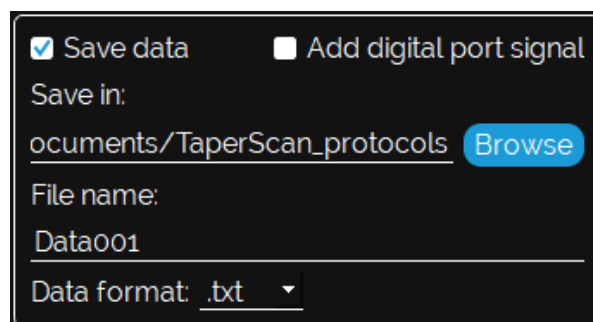 Save data Add digital port signal
Save in:
ocuments/TaperScan_protocols Browse
File name:
Data001
Data format: .txt